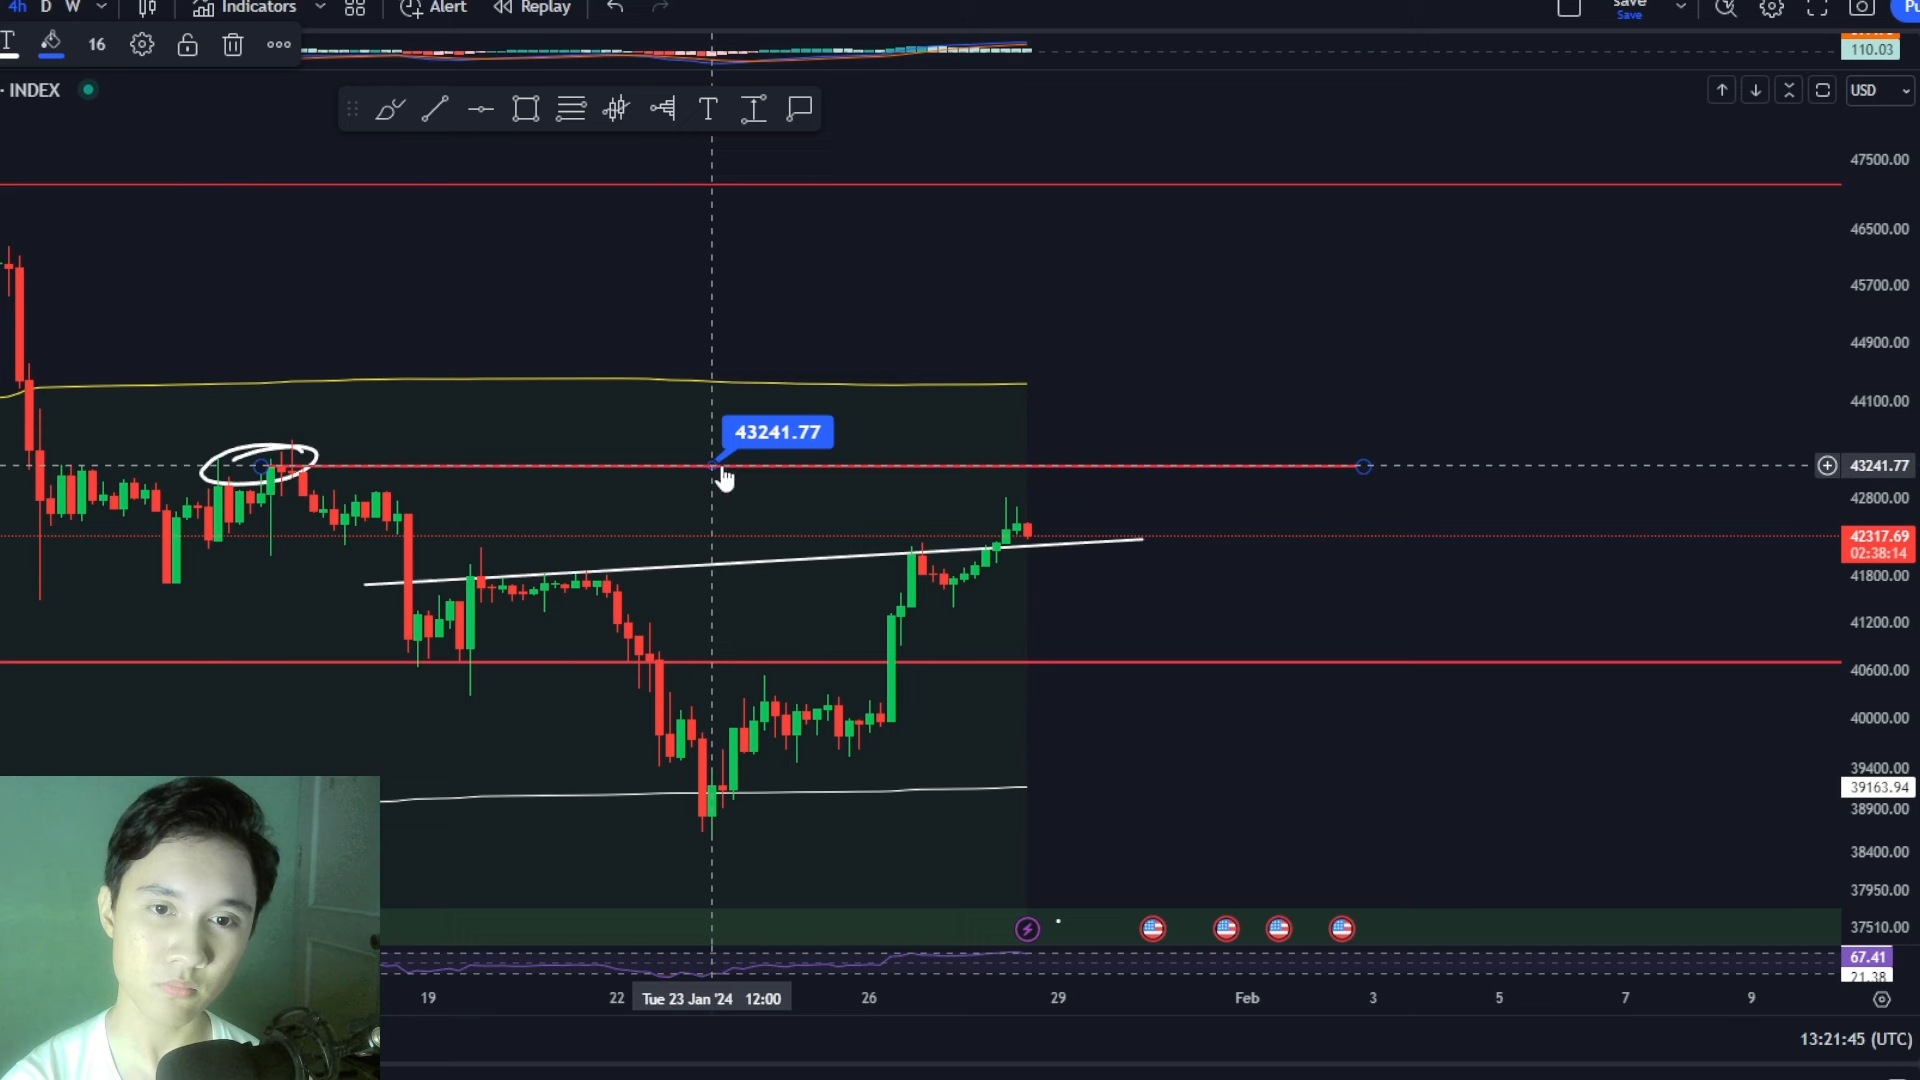 4h D W Indicators Alert Replay Save
Save
T 16
110.03
· INDEX
T
USD
47500.00
46500.00
45700.00
44900.00
44100.00
43241.77
43241.77
42800.00
42317.69
02:38:14
41800.00
41200.00
40600.00
40000.00
39400.00
39163.94
38900.00
38400.00
37950.00
37510.00
67.41
21.38
19 22 Tue 23 Jan '24 12:00 26 29 Feb 3 5 7 9
13:21:45 (UTC)